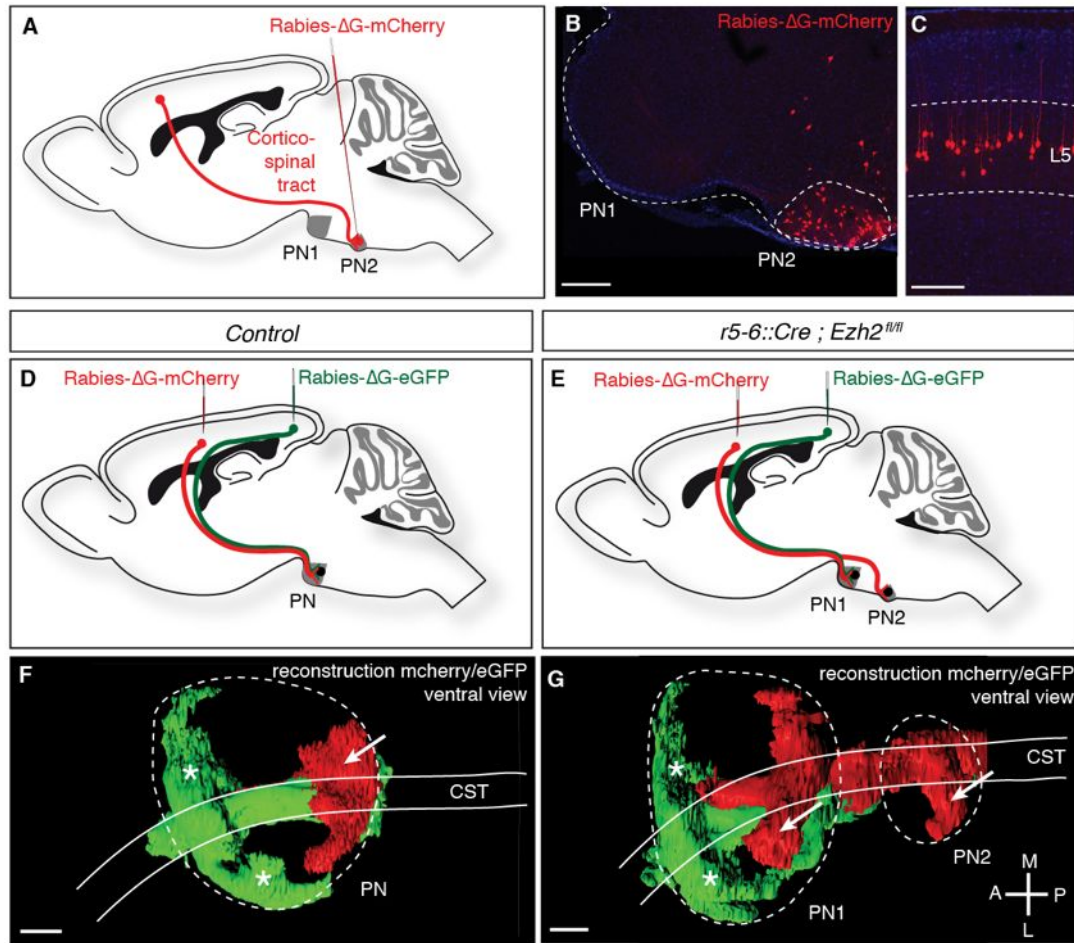 A
Rabies-ΔG-mCherry
Cortico-
spinal
tract
PN1
PN2
B
Rabies-ΔG-mCherry
PN1
PN2
C
L5
Control
r5-6::Cre ; Ezh2fl/fl
D
Rabies-ΔG-mCherry
Rabies-ΔG-eGFP
PN
E
Rabies-ΔG-mCherry
Rabies-ΔG-eGFP
PN1
PN2
F
reconstruction mcherry/eGFP
ventral view
*
CST
*
PN
G
reconstruction mcherry/eGFP
ventral view
*
CST
*
PN1
PN2
M
A
P
L